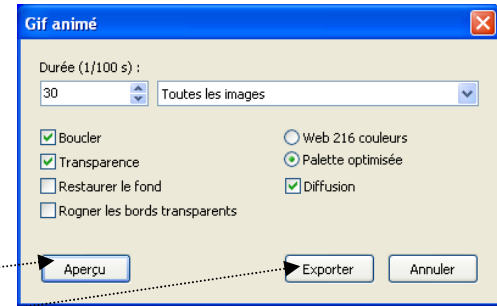 Gif animé
Durée (1/100 s) :
30 Toutes les images
Boucler Web 216 couleurs
Transparence Palette optimisée
Restaurer le fond Diffusion
Rogner les bords transparents
Aperçu Exporter Annuler